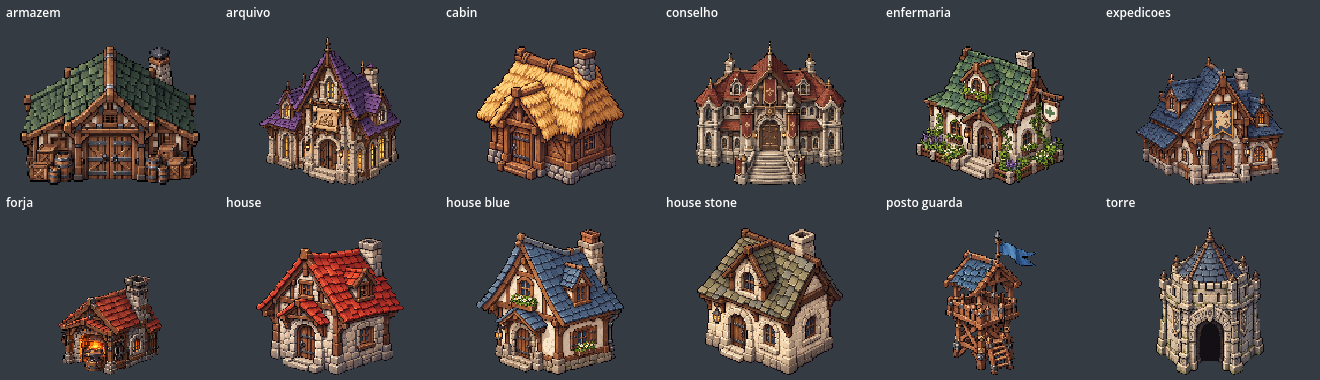 armazem
arquivo
cabin
conselho
enfermaria
expedicoes
forja
house
house blue
house stone
posto guarda
torre